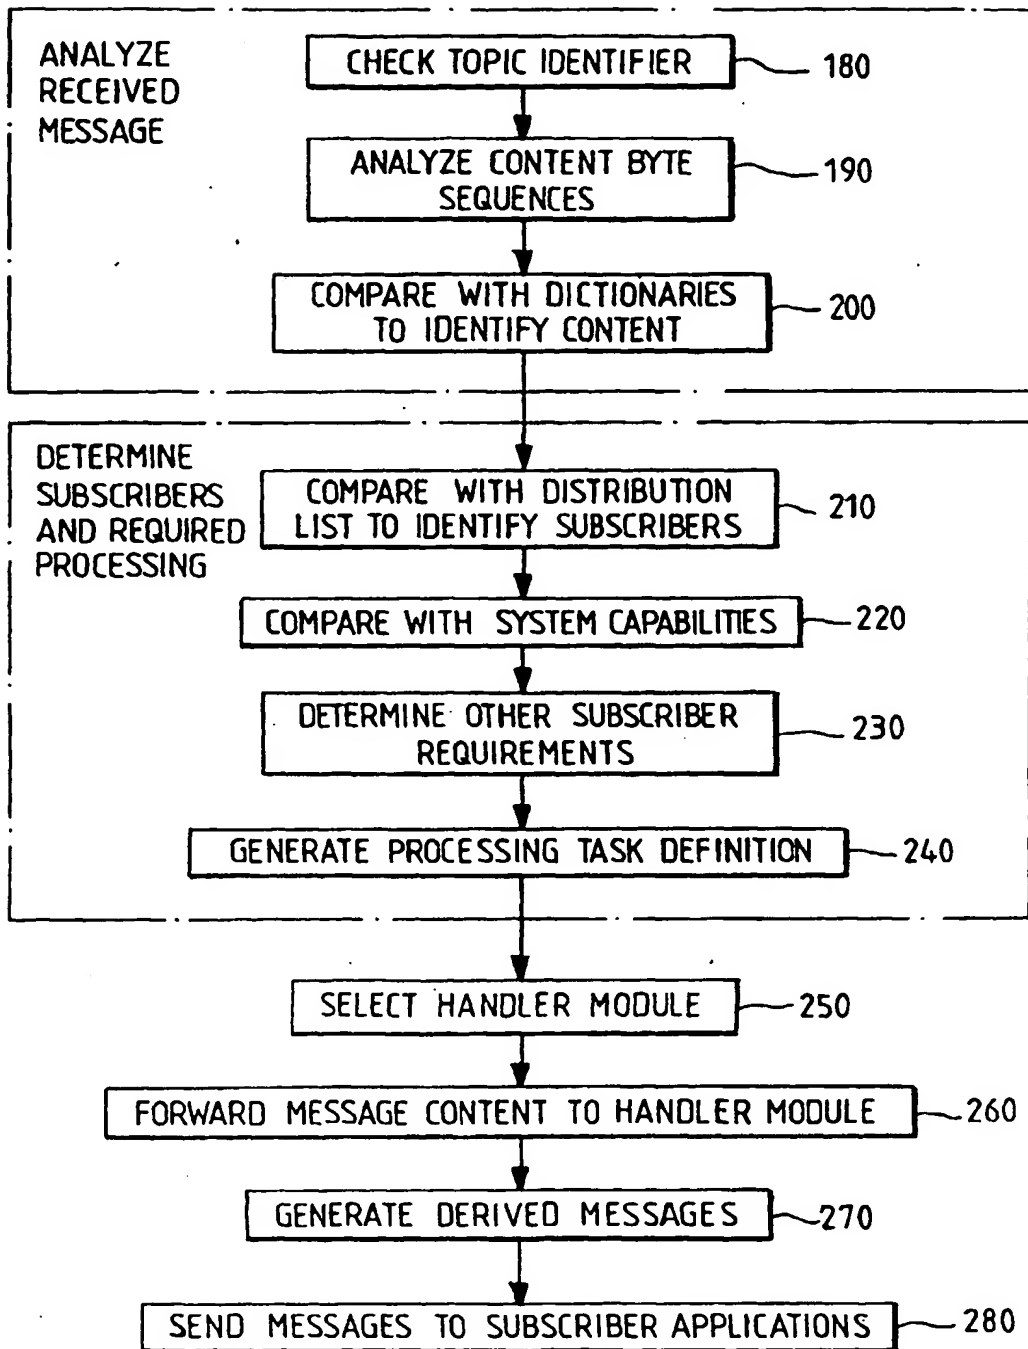 ANALYZE
RECEIVED
MESSAGE
CHECK TOPIC IDENTIFIER
180
ANALYZE CONTENT BYTE
SEQUENCES
190
COMPARE WITH DICTIONARIES
TO IDENTIFY CONTENT
200
DETERMINE
SUBSCRIBERS
AND REQUIRED
PROCESSING
COMPARE WITH DISTRIBUTION
LIST TO IDENTIFY SUBSCRIBERS
210
COMPARE WITH SYSTEM CAPABILITIES
220
DETERMINE OTHER SUBSCRIBER
REQUIREMENTS
230
GENERATE PROCESSING TASK DEFINITION
240
SELECT HANDLER MODULE
250
FORWARD MESSAGE CONTENT TO HANDLER MODULE
260
GENERATE DERIVED MESSAGES
270
SEND MESSAGES TO SUBSCRIBER APPLICATIONS
280